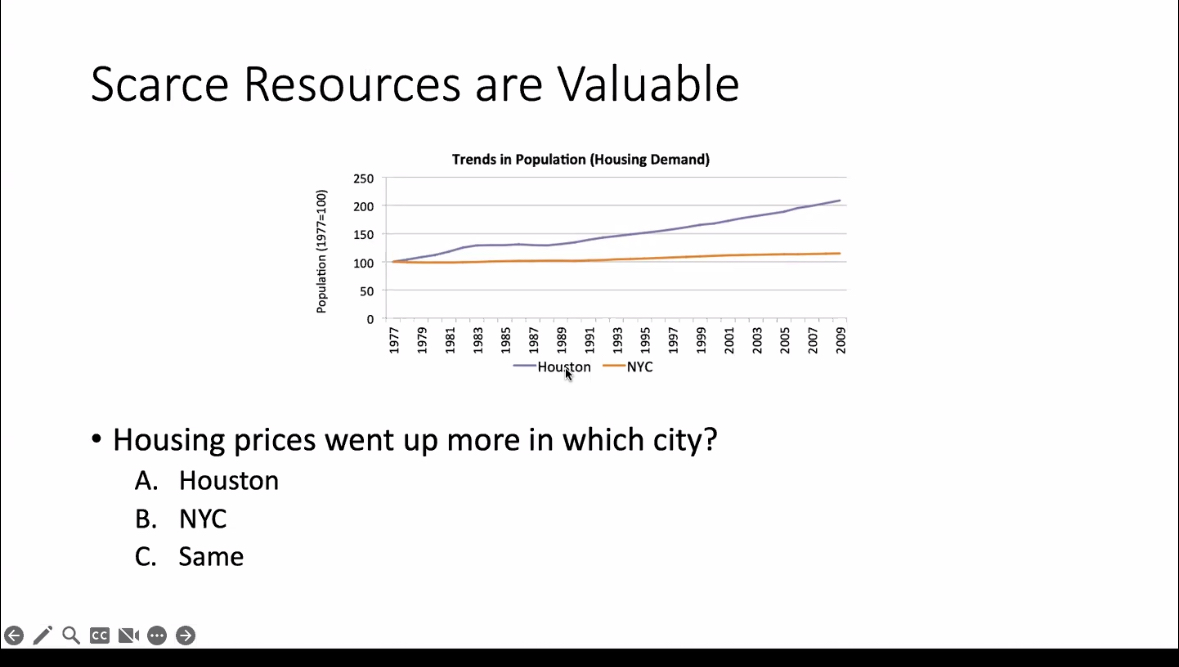 Scarce Resources are Valuable
Trends in Population (Housing Demand)
Population (1977=100)
250
200
150
100
50
0
1977 1979 1981 1983 1985 1987 1989 1991 1993 1995 1997 1999 2001 2003 2005 2007 2009
Houston NYC
• Housing prices went up more in which city?
A. Houston
B. NYC
C. Same
CC